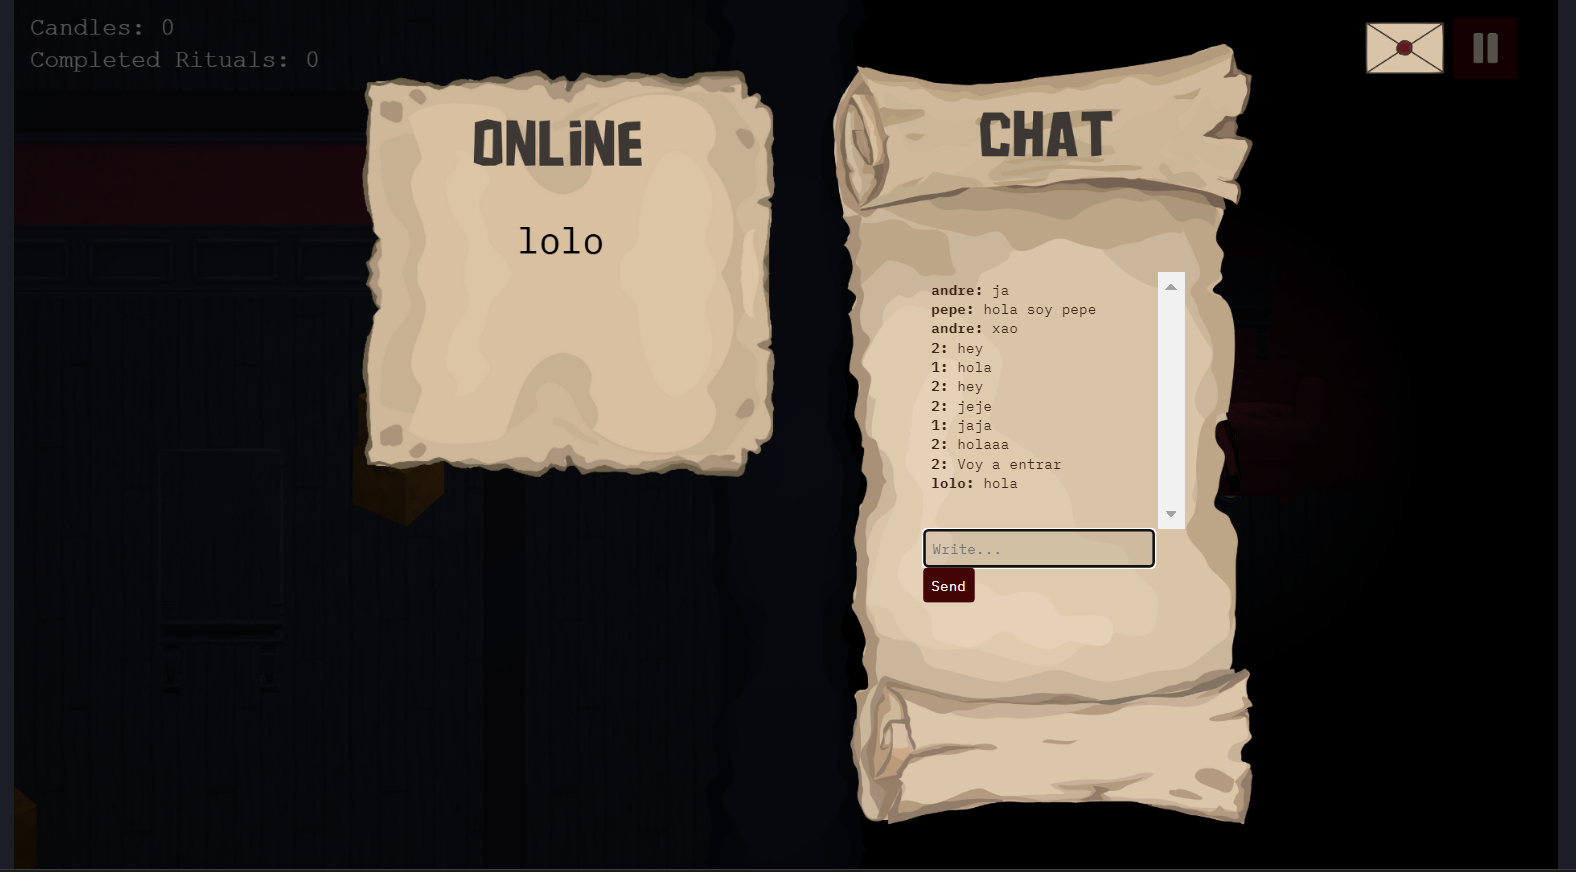 Candles: 0
Completed Rituals: 0
ONLiNE
lolo
CHAT
andre: ja
pepe: hola soy pepe
andre: xao
2: hey
1: hola
2: hey
2: jeje
1: jaja
2: holaaa
2: Voy a entrar
lolo: hola
Write...
Send